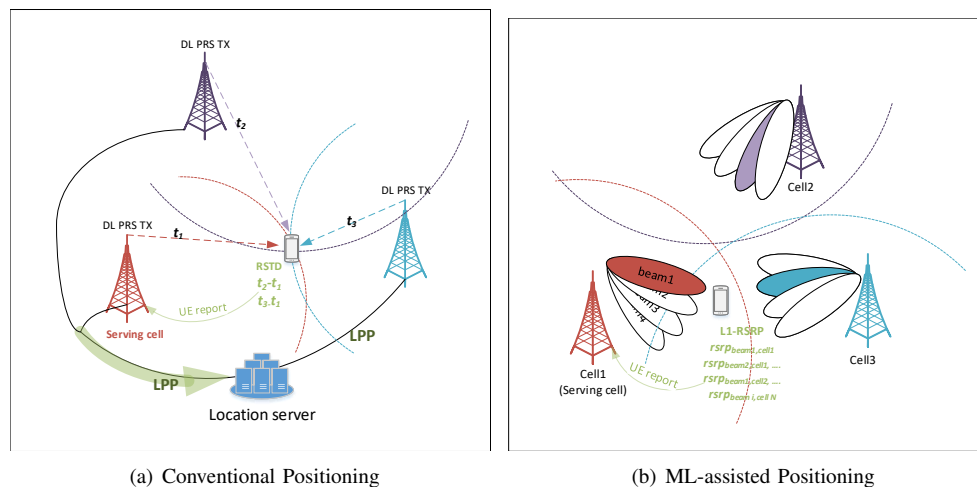 DL PRS TX
t2
DL PRS TX
t3
DL PRS TX
t1
RSTD
t2-t1
t3.t1
UE report
Serving cell
LPP
LPP
Location server
(a) Conventional Positioning
Cell2
beam1
L1-RSRP
rsrpbeam1,cell1
rsrpbeam2,cell1, ....
rsrpbeam1,cell2, ....
rsrpbeam i,cell N
UE report
Cell1
(Serving cell)
Cell3
(b) ML-assisted Positioning